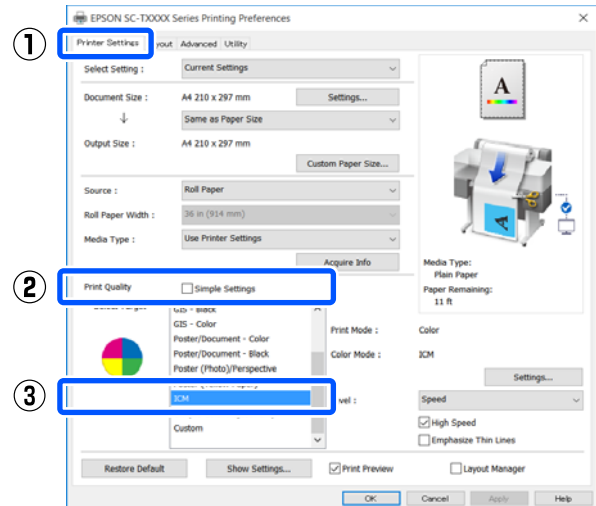 EPSON SC-TXXXX Series Printing Preferences
①
Printer Settings yout Advanced Utility
Select Setting : Current Settings
Document Size : A4 210 x 297 mm Settings...
Same as Paper Size
Output Size : A4 210 x 297 mm
Custom Paper Size...
Source : Roll Paper
Roll Paper Width : 36 in (914 mm)
Media Type : Use Printer Settings
Acquire Info
A
Media Type:
Plain Paper
Paper Remaining:
11 ft
②
Print Quality Simple Settings
GIS - Black
GIS - Color
Poster/Document - Color
Poster/Document - Black
Poster (Photo)/Perspective
Print Mode : Color
Color Mode : ICM
Settings...
③
ICM
Custom
vel : Speed
High Speed
Emphasize Thin Lines
Restore Default Show Settings... Print Preview Layout Manager
OK Cancel Apply Help